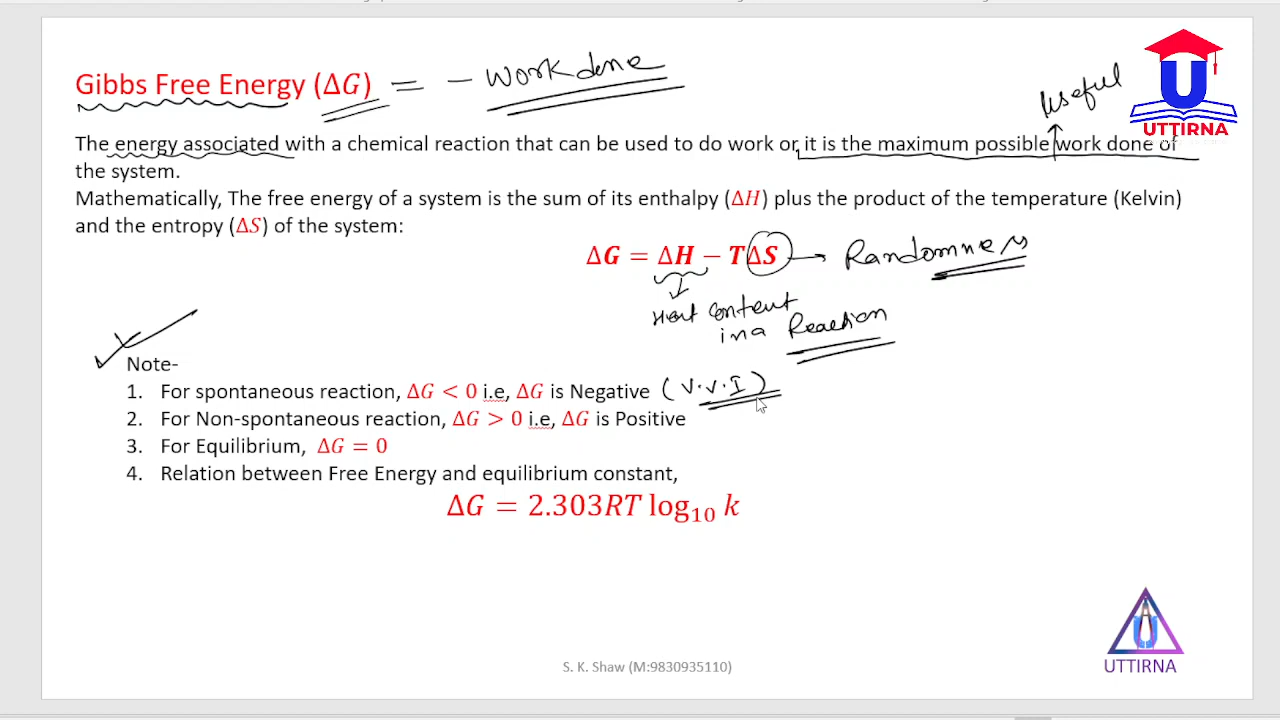 Gibbs Free Energy (ΔG) = – Work done
Useful
UTTIRNA
The energy associated with a chemical reaction that can be used to do work or it is the maximum possible work done of
the system.
Mathematically, The free energy of a system is the sum of its enthalpy (ΔH) plus the product of the temperature (Kelvin)
and the entropy (ΔS) of the system:
ΔG = ΔH − TΔS → Randomness
Heat content
in a Reaction
Note-
1. For spontaneous reaction, ΔG < 0 i.e, ΔG is Negative (V.V.I)
2. For Non-spontaneous reaction, ΔG > 0 i.e, ΔG is Positive
3. For Equilibrium, ΔG = 0
4. Relation between Free Energy and equilibrium constant,
ΔG = 2.303RT log₁₀ k
UTTIRNA
S. K. Shaw (M:9830935110)